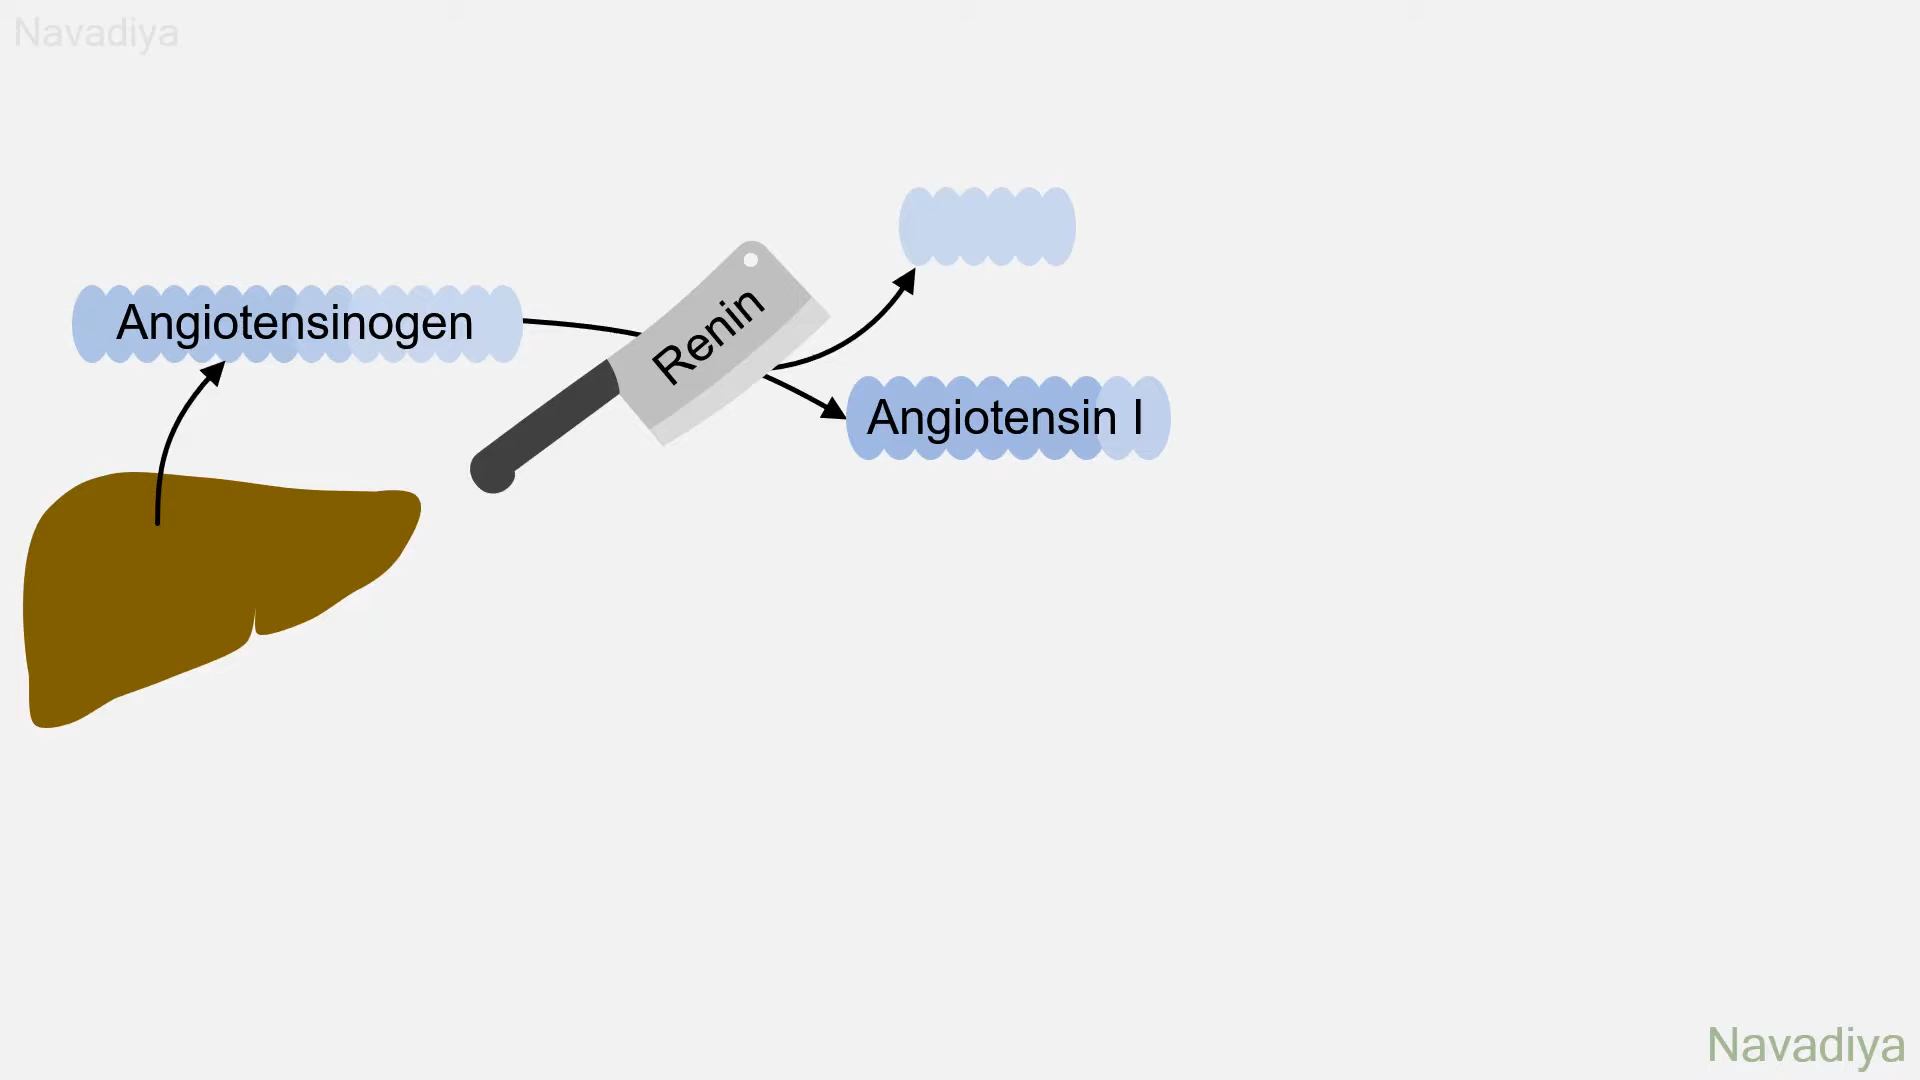 Navadiya
Angiotensinogen
Renin
Angiotensin I
Navadiya